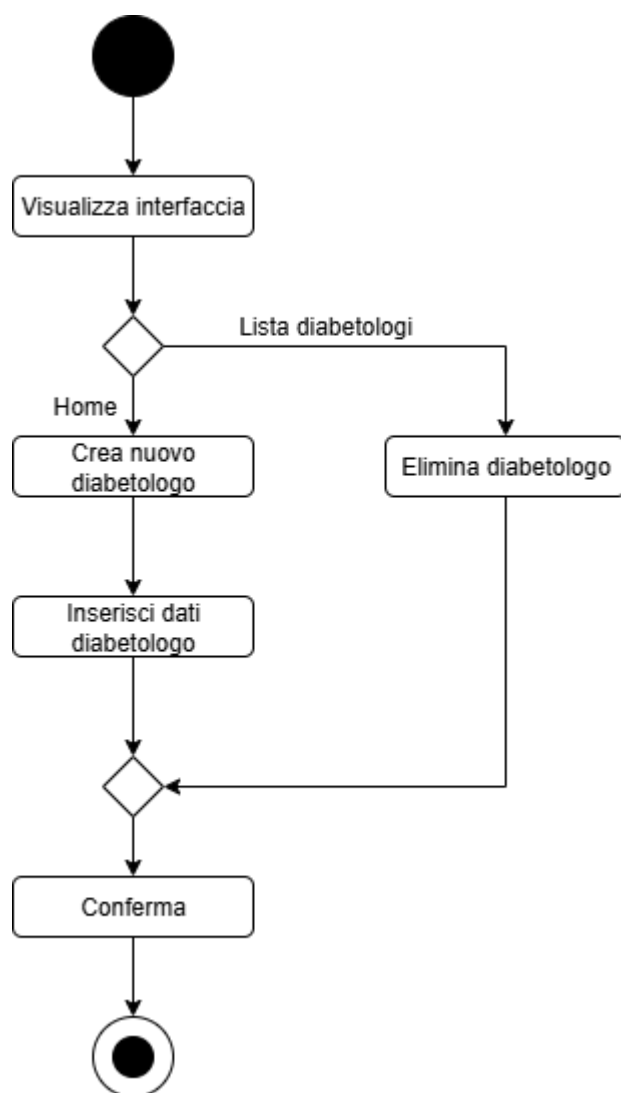 Visualizza interfaccia
Lista diabetologi
Home
Crea nuovo
diabetologo
Elimina diabetologo
Inserisci dati
diabetologo
Conferma